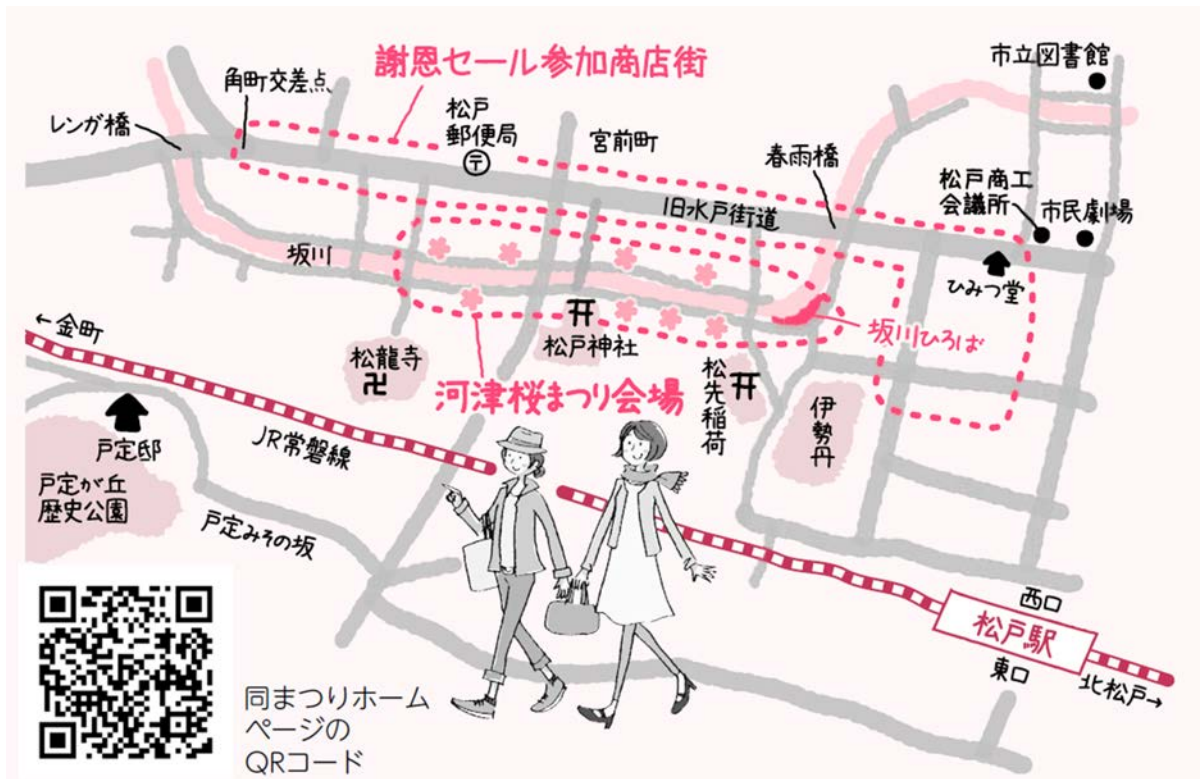 謝恩セール参加商店街
市立図書館
角町交差点
レンガ橋
松戸
郵便局
〒
宮前町
春雨橋
松戸商工
会議所
市民劇場
旧水戸街道
坂川
ひみつ堂
←金町
松龍寺
卍
松戸神社
坂川ひろば
河津桜まつり会場
松先稲荷
伊勢丹
戸定邸
JR常磐線
戸定が丘
歴史公園
戸定みその坂
西口
松戸駅
東口
北松戸→
同まつりホーム
ページの
QRコード